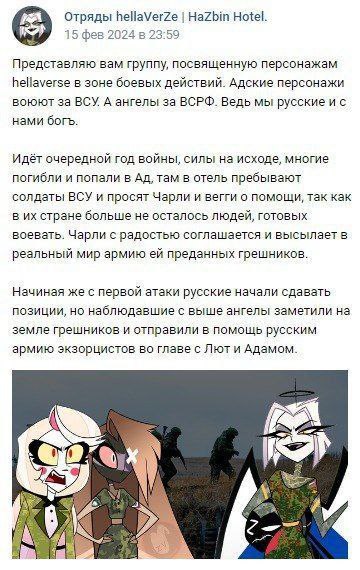 Отряды hellaVerZe | HaZbin Hotel.
15 фев 2024 в 23:59
Представляю вам группу, посвященную персонажам
hellaverse в зоне боевых действий. Адские персонажи
воюют за ВСУ. А ангелы за ВСРФ. Ведь мы русские и с
нами богъ.
Идёт очередной год войны, силы на исходе, многие
погибли и попали в Ад, там в отель пребывают
солдаты ВСУ и просят Чарли и вегги о помощи, так как
в их стране больше не осталось людей, готовых
воевать. Чарли с радостью соглашается и высылает в
реальный мир армию ей преданных грешников.
Начиная же с первой атаки русские начали сдавать
позиции, но наблюдавшие с выше ангелы заметили на
земле грешников и отправили в помощь русским
армию экзорцистов во главе с Лют и Адамом.
Z